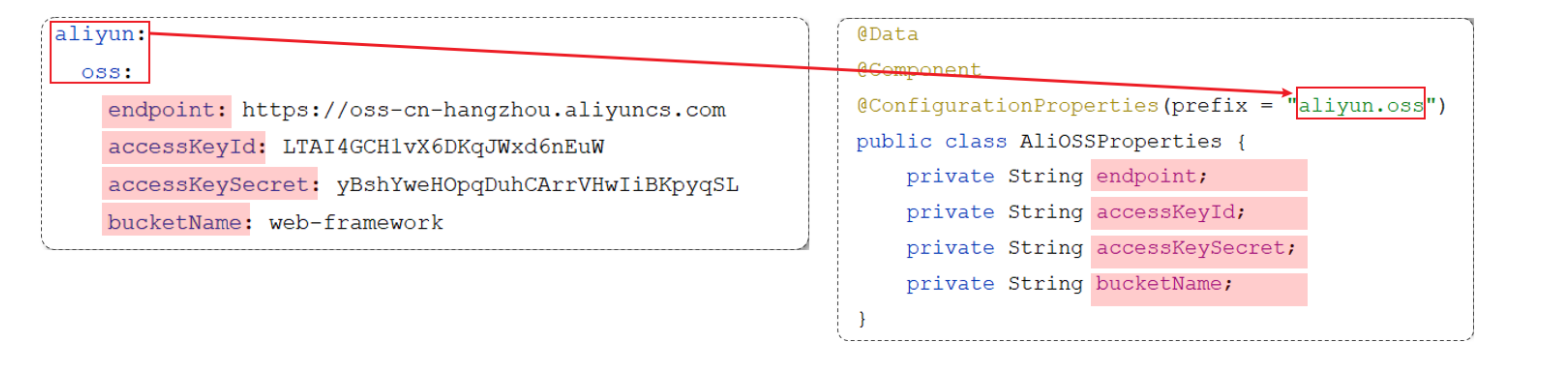 aliyun:
oss:
endpoint: https://oss-cn-hangzhou.aliyuncs.com
accessKeyId: LTAI4GCH1vX6DKqJWxd6nEuW
accessKeySecret: yBshYweHOpqDuhCArrVHwIiBKpyqSL
bucketName: web-framework
@Data
@Component
@ConfigurationProperties(prefix = "aliyun.oss")
public class AliOSSProperties {
private String endpoint;
private String accessKeyId;
private String accessKeySecret;
private String bucketName;
}